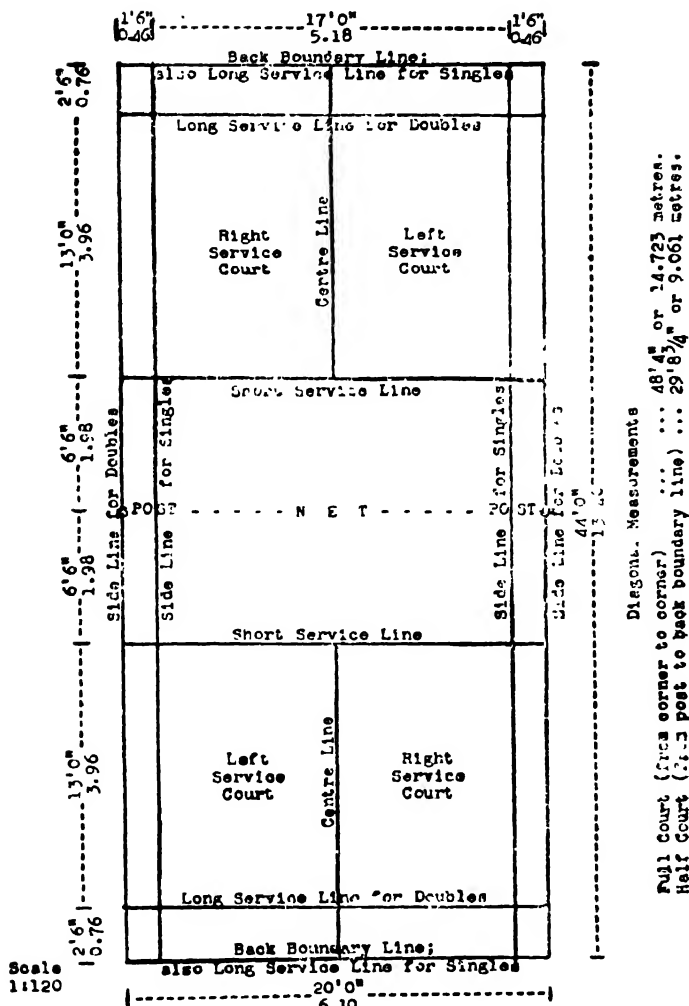 1'6" 17'0" 1'6"
0.46 5.18 0.46
Back Boundary Line;
also Long Service Line for Singles
2'6"
0.76
Long Service Line for Doubles
13'0"
3.96
Right
Service
Court
Centre Line
Left
Service
Court
Short Service Line
6'6"
1.98
Side Line for Doubles
Side Line for Singles
Side Line for Singles
Side Line for Doubles
POST N E T POST
44'0"
6'6"
1.98
Short Service Line
13'0"
3.96
Left
Service
Court
Centre Line
Right
Service
Court
Long Service Line for Doubles
2'6"
0.76
Back Boundary Line;
also Long Service Line for Singles
Scale
1:120
20'0"
6.10
Measurements
Full Court (from corner to corner) ... ... 48'4" or 14.723 metres.
Half Court (post to back boundary line) ... 29'8¾" or 9.061 metres.